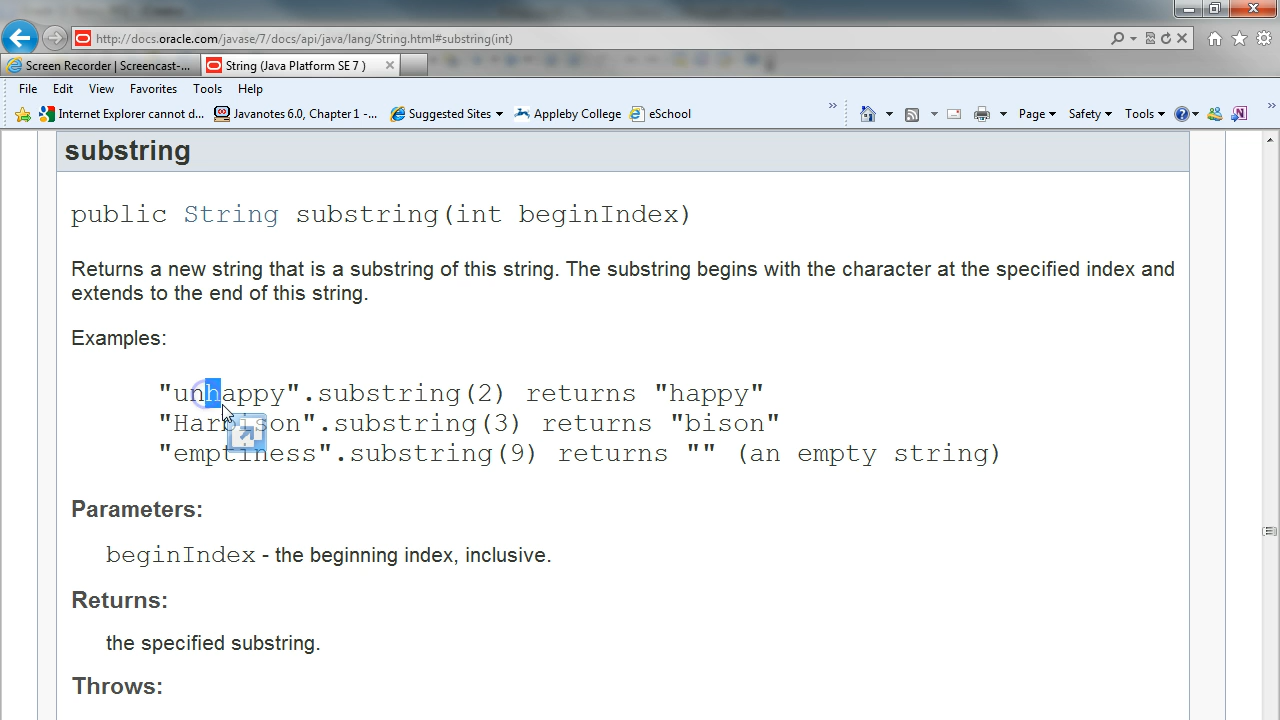 http://docs.oracle.com/javase/7/docs/api/java/lang/String.html#substring(int)
Screen Recorder | Screencast-...
String (Java Platform SE 7 )
File Edit View Favorites Tools Help
Internet Explorer cannot d... Javanotes 6.0, Chapter 1 -... Suggested Sites Appleby College eSchool » Page Safety Tools »
substring
public String substring(int beginIndex)
Returns a new string that is a substring of this string. The substring begins with the character at the specified index and
extends to the end of this string.
Examples:
"unhappy".substring(2) returns "happy"
"Harbison".substring(3) returns "bison"
"emptiness".substring(9) returns "" (an empty string)
Parameters:
beginIndex - the beginning index, inclusive.
Returns:
the specified substring.
Throws: